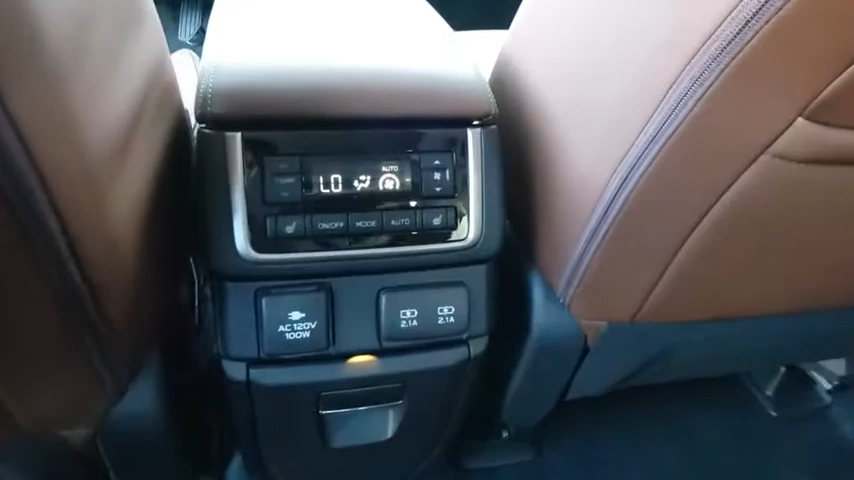 AUTO
LO
ON/OFF MODE AUTO
AC 120V
100W
2.1A 2.1A